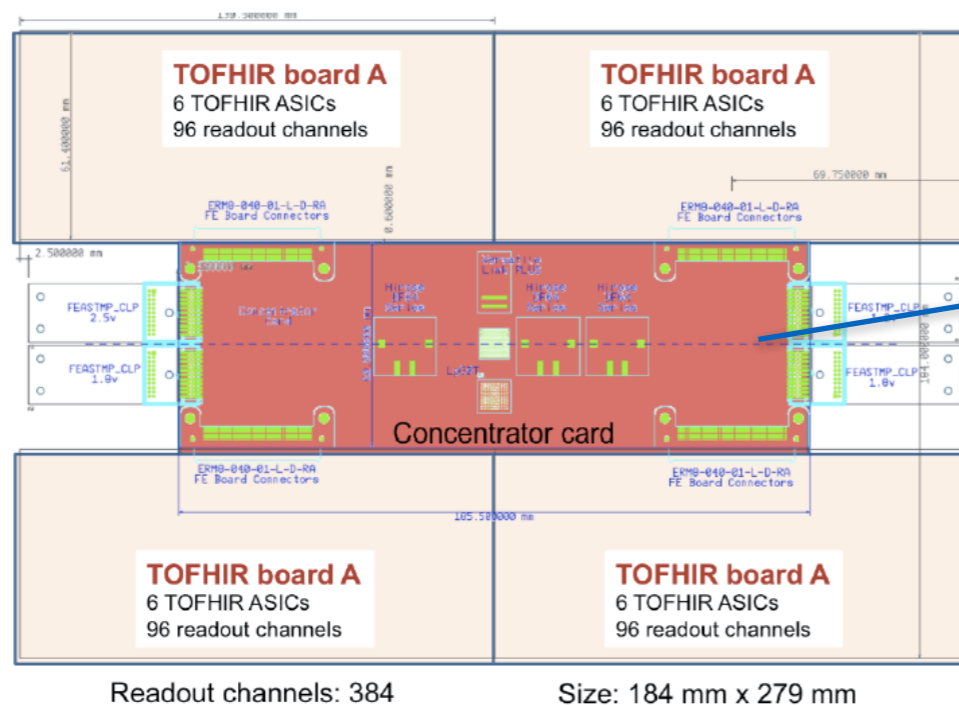 TOFHIR board A
6 TOFHIR ASICs
96 readout channels
TOFHIR board A
6 TOFHIR ASICs
96 readout channels
61.400000 mm
0.600000 mm
69.750000 mm
ERM8-040-01-L-D-RA
FE Board Connectors
ERM8-040-01-L-D-RA
FE Board Connectors
2.500000 mm
FEASTMP_CLP
2.5v
Concentrator
Card
FEASTMP_CLP
FEASTMP_CLP
1.8v
FEASTMP_CLP
1.8v
Concentrator card
ERM8-040-01-L-D-RA
FE Board Connectors
ERM8-040-01-L-D-RA
FE Board Connectors
185.500000 mm
TOFHIR board A
6 TOFHIR ASICs
96 readout channels
TOFHIR board A
6 TOFHIR ASICs
96 readout channels
Readout channels: 384
Size: 184 mm x 279 mm